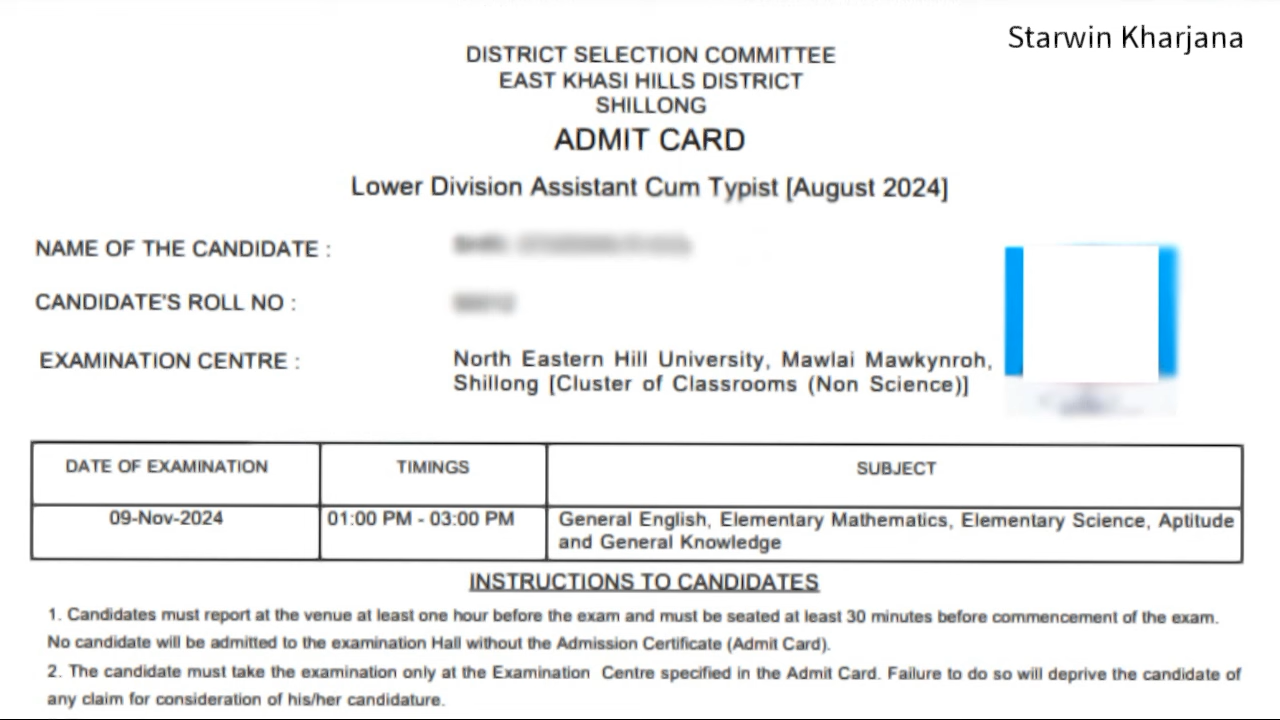 Starwin Kharjana
DISTRICT SELECTION COMMITTEE
EAST KHASI HILLS DISTRICT
SHILLONG
ADMIT CARD
Lower Division Assistant Cum Typist [August 2024]
NAME OF THE CANDIDATE :
CANDIDATE'S ROLL NO :
EXAMINATION CENTRE :
North Eastern Hill University, Mawlai Mawkynroh,
Shillong [Cluster of Classrooms (Non Science)]
DATE OF EXAMINATION
TIMINGS
SUBJECT
09-Nov-2024
01:00 PM - 03:00 PM
General English, Elementary Mathematics, Elementary Science, Aptitude
and General Knowledge
INSTRUCTIONS TO CANDIDATES
1. Candidates must report at the venue at least one hour before the exam and must be seated at least 30 minutes before commencement of the exam.
No candidate will be admitted to the examination Hall without the Admission Certificate (Admit Card).
2. The candidate must take the examination only at the Examination Centre specified in the Admit Card. Failure to do so will deprive the candidate of
any claim for consideration of his/her candidature.